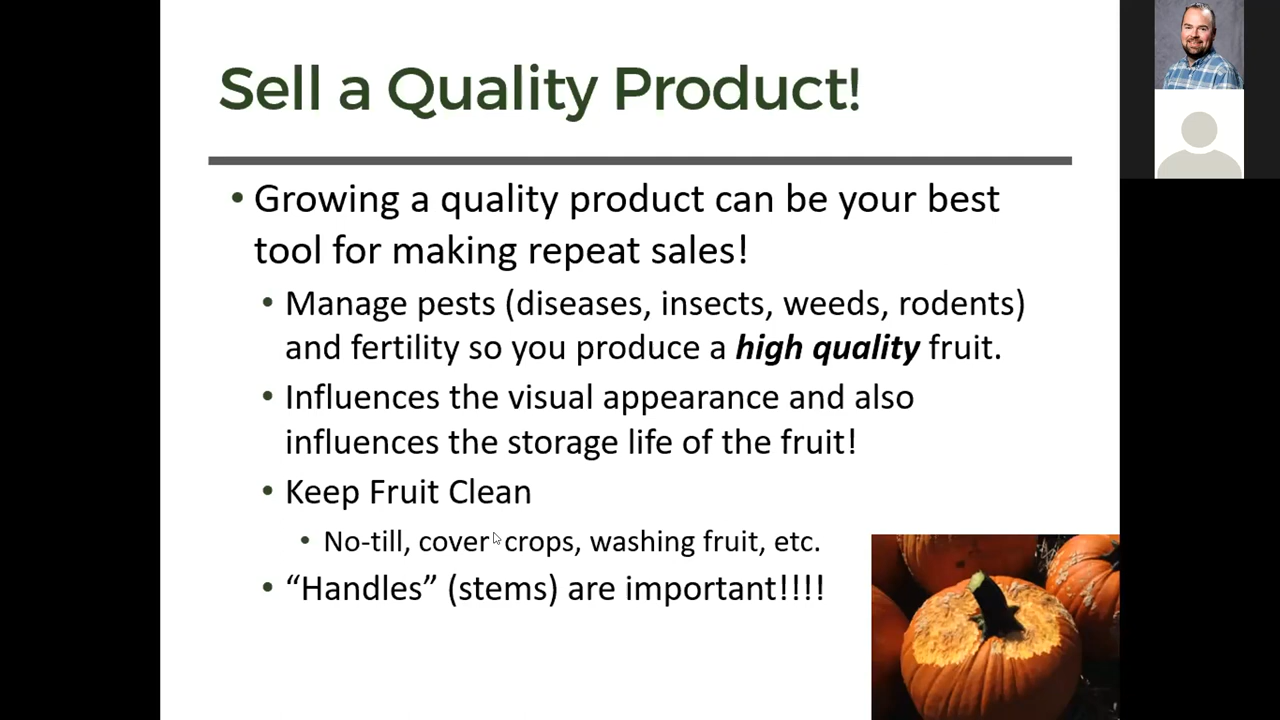 Sell a Quality Product!
• Growing a quality product can be your best
tool for making repeat sales!
• Manage pests (diseases, insects, weeds, rodents)
and fertility so you produce a high quality fruit.
• Influences the visual appearance and also
influences the storage life of the fruit!
• Keep Fruit Clean
• No-till, cover crops, washing fruit, etc.
• “Handles” (stems) are important!!!!